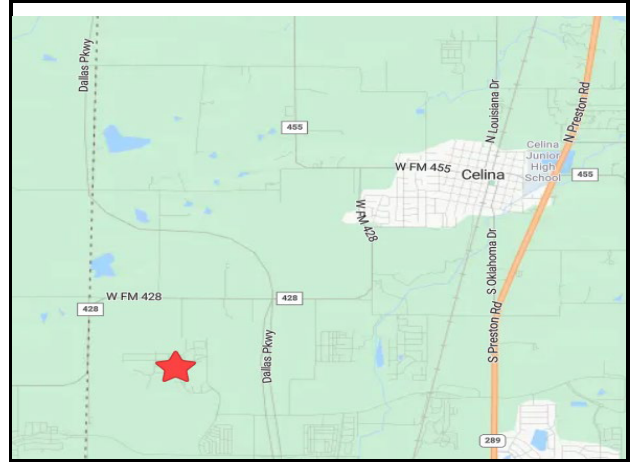 Dallas Pkwy
N Louisiana Dr
N Preston Rd
455
Celina
Junior
High
School
W FM 455
Celina
455
W FM 428
S Oklahoma Dr
W FM 428
428
428
S Preston Rd
Dallas Pkwy
289